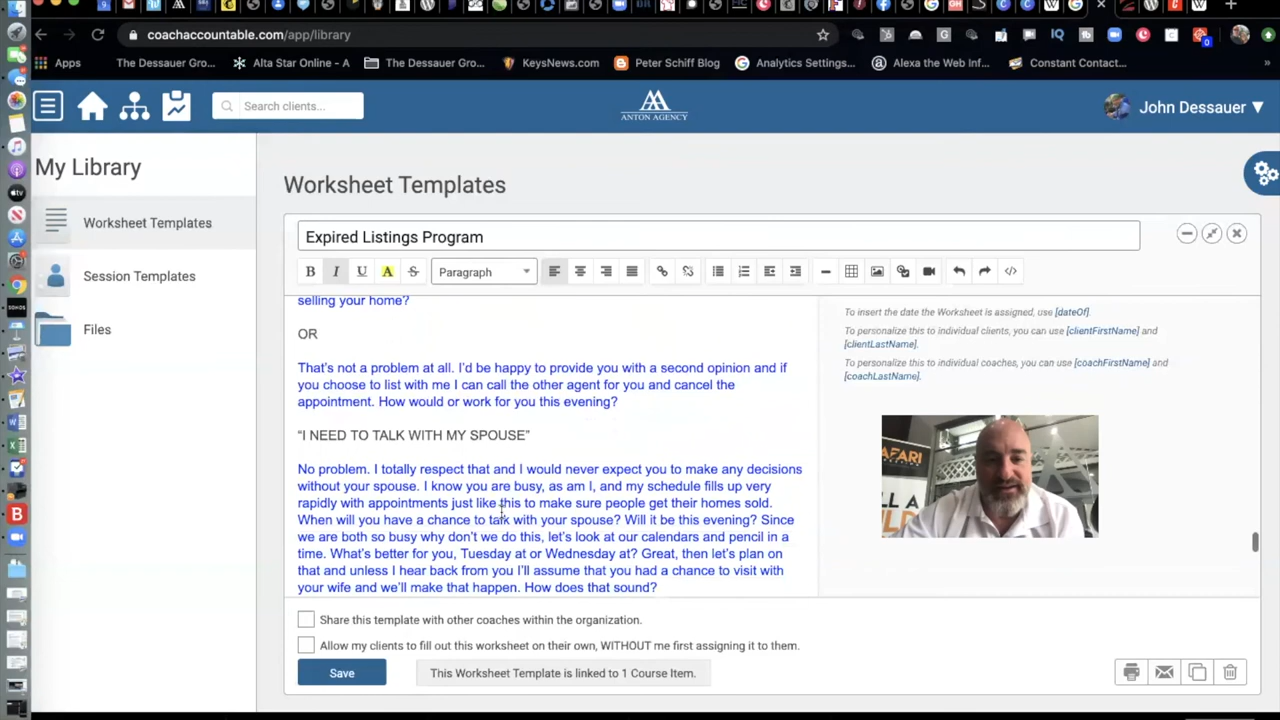 coachaccountable.com/app/library
Apps
The Dessauer Gro...
Alta Star Online - A
The Dessauer Gro...
KeysNews.com
Peter Schiff Blog
Analytics Settings...
Alexa the Web Inf...
Constant Contact...
»
Search clients...
ANTON AGENCY
John Dessauer ▼
My Library
Worksheet Templates
Session Templates
Files
Worksheet Templates
Expired Listings Program
B I U A S Paragraph
selling your home?
OR
That's not a problem at all. I'd be happy to provide you with a second opinion and if
you choose to list with me I can call the other agent for you and cancel the
appointment. How would or work for you this evening?
“I NEED TO TALK WITH MY SPOUSE”
No problem. I totally respect that and I would never expect you to make any decisions
without your spouse. I know you are busy, as am I, and my schedule fills up very
rapidly with appointments just like this to make sure people get their homes sold.
When will you have a chance to talk with your spouse? Will it be this evening? Since
we are both so busy why don't we do this, let's look at our calendars and pencil in a
time. What's better for you, Tuesday at or Wednesday at? Great, then let's plan on
that and unless I hear back from you I'll assume that you had a chance to visit with
your wife and we'll make that happen. How does that sound?
To insert the date the Worksheet is assigned, use [dateOf].
To personalize this to individual clients, you can use [clientFirstName] and
[clientLastName].
To personalize this to individual coaches, you can use [coachFirstName] and
[coachLastName].
Share this template with other coaches within the organization.
Allow my clients to fill out this worksheet on their own, WITHOUT me first assigning it to them.
Save
This Worksheet Template is linked to 1 Course Item.